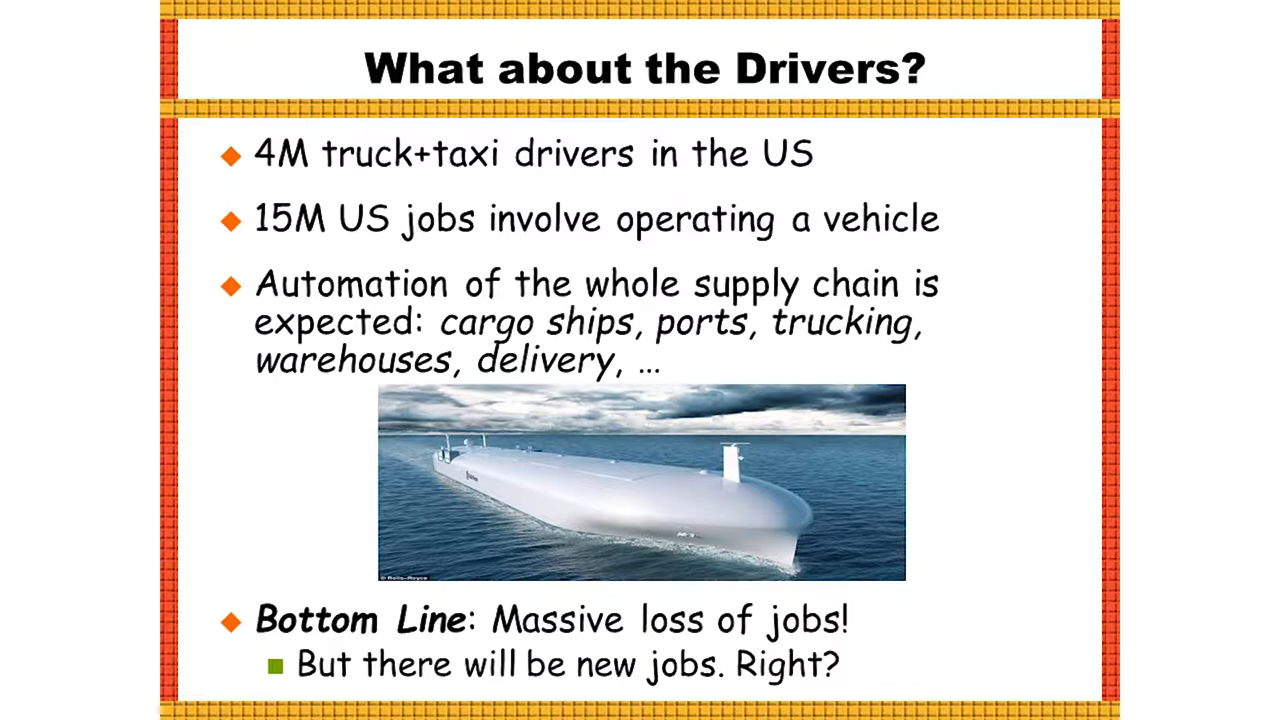 What about the Drivers?
4M truck+taxi drivers in the US
15M US jobs involve operating a vehicle
Automation of the whole supply chain is
expected: cargo ships, ports, trucking,
warehouses, delivery, ...
© Rolls-Royce
Bottom Line: Massive loss of jobs!
But there will be new jobs. Right?